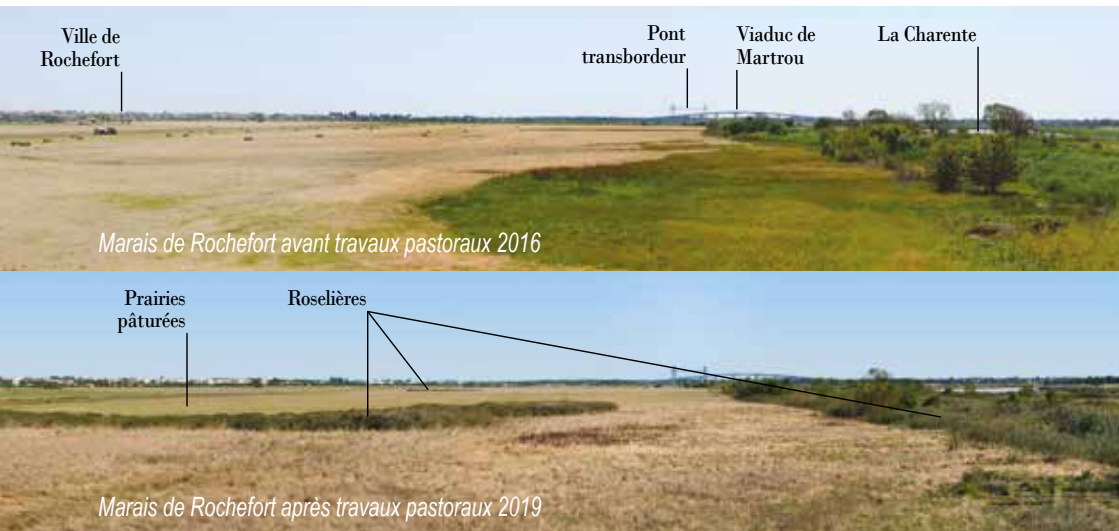 Ville de
Rochefort
Pont
transbordeur
Viaduc de
Martrou
La Charente
Marais de Rochefort avant travaux pastoraux 2016
Prairies
pâturées
Roselières
Marais de Rochefort après travaux pastoraux 2019